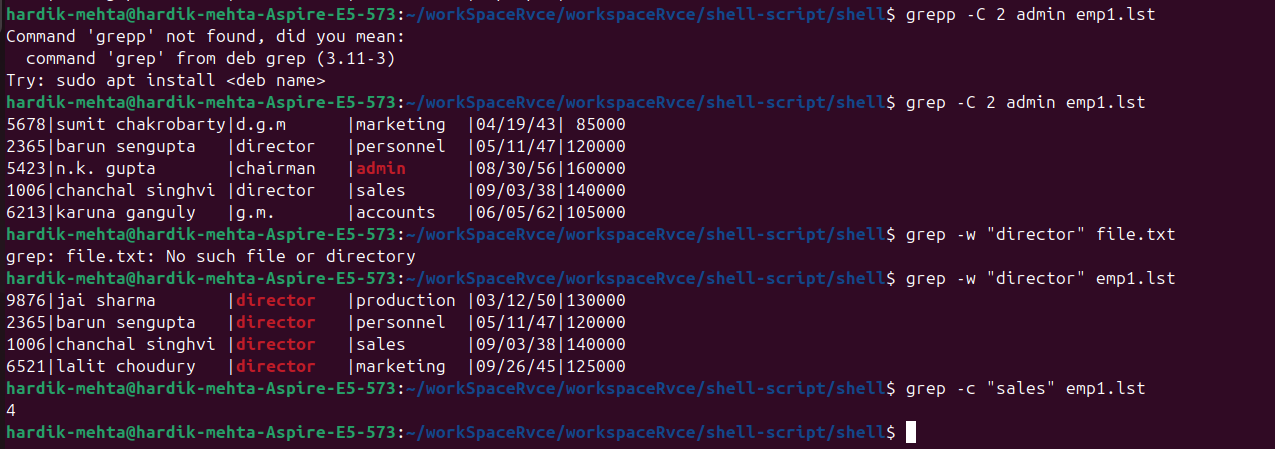 hardik-mehta@hardik-mehta-Aspire-E5-573:~/workSpaceRvce/workspaceRvce/shell-script/shell$ grepp -C 2 admin emp1.lst
Command 'grepp' not found, did you mean:
  command 'grep' from deb grep (3.11-3)
Try: sudo apt install <deb name>
hardik-mehta@hardik-mehta-Aspire-E5-573:~/workSpaceRvce/workspaceRvce/shell-script/shell$ grep -C 2 admin emp1.lst
5678|sumit chakrobarty|d.g.m      |marketing  |04/19/43| 85000
2365|barun sengupta   |director   |personnel  |05/11/47|120000
5423|n.k. gupta       |chairman   |admin      |08/30/56|160000
1006|chanchal singhvi |director   |sales      |09/03/38|140000
6213|karuna ganguly   |g.m.       |accounts   |06/05/62|105000
hardik-mehta@hardik-mehta-Aspire-E5-573:~/workSpaceRvce/workspaceRvce/shell-script/shell$ grep -w "director" file.txt
grep: file.txt: No such file or directory
hardik-mehta@hardik-mehta-Aspire-E5-573:~/workSpaceRvce/workspaceRvce/shell-script/shell$ grep -w "director" emp1.lst
9876|jai sharma       |director   |production |03/12/50|130000
2365|barun sengupta   |director   |personnel  |05/11/47|120000
1006|chanchal singhvi |director   |sales      |09/03/38|140000
6521|lalit choudury   |director   |marketing  |09/26/45|125000
hardik-mehta@hardik-mehta-Aspire-E5-573:~/workSpaceRvce/workspaceRvce/shell-script/shell$ grep -c "sales" emp1.lst
4
hardik-mehta@hardik-mehta-Aspire-E5-573:~/workSpaceRvce/workspaceRvce/shell-script/shell$